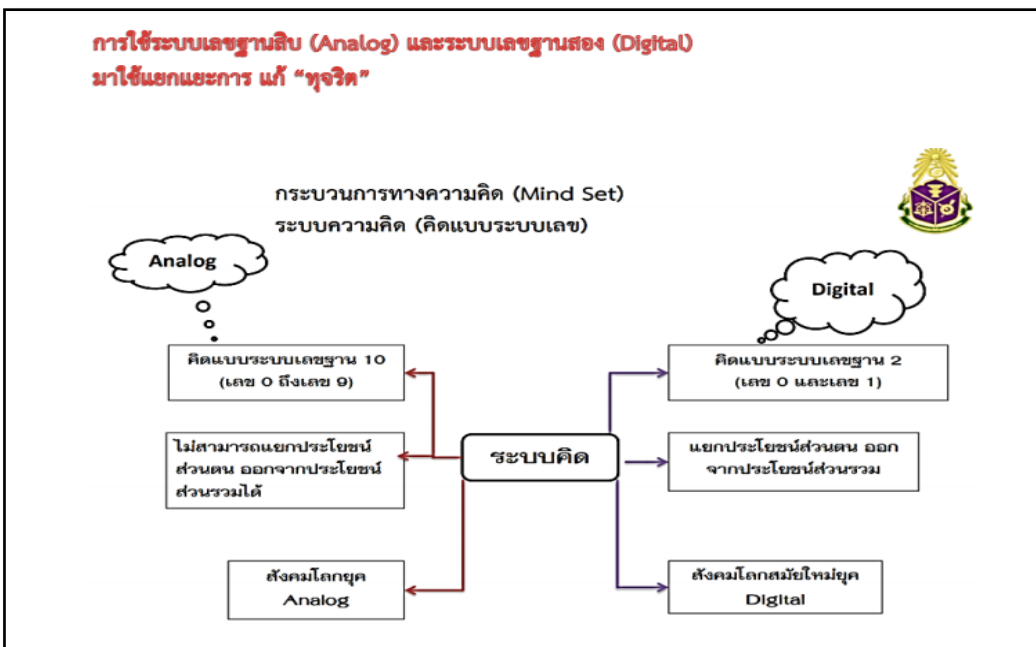 การใช้ระบบเลขฐานสิบ (Analog) และระบบเลขฐานสอง (Digital)
มาใช้แยกแยะการ แก้ “ทุจริต”
กระบวนการทางความคิด (Mind Set)
ระบบความคิด (คิดแบบระบบเลข)
Analog
Digital
คิดแบบระบบเลขฐาน 10
(เลข 0 ถึงเลข 9)
คิดแบบระบบเลขฐาน 2
(เลข 0 และเลข 1)
ไม่สามารถแยกประโยชน์
ส่วนตน ออกจากประโยชน์
ส่วนรวมได้
ระบบคิด
แยกประโยชน์ส่วนตน ออก
จากประโยชน์ส่วนรวม
สังคมโลกยุค
Analog
สังคมโลกสมัยใหม่ยุค
Digital